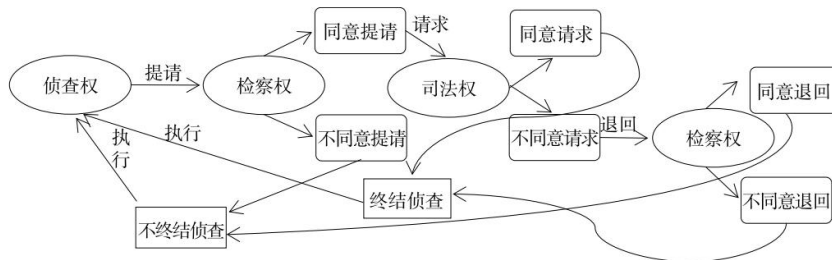 同意提请
请求
同意请求
侦查权
提请
检察权
司法权
同意退回
不同意提请
不同意请求
退回
检察权
执行
执行
终结侦查
不同意退回
不终结侦查